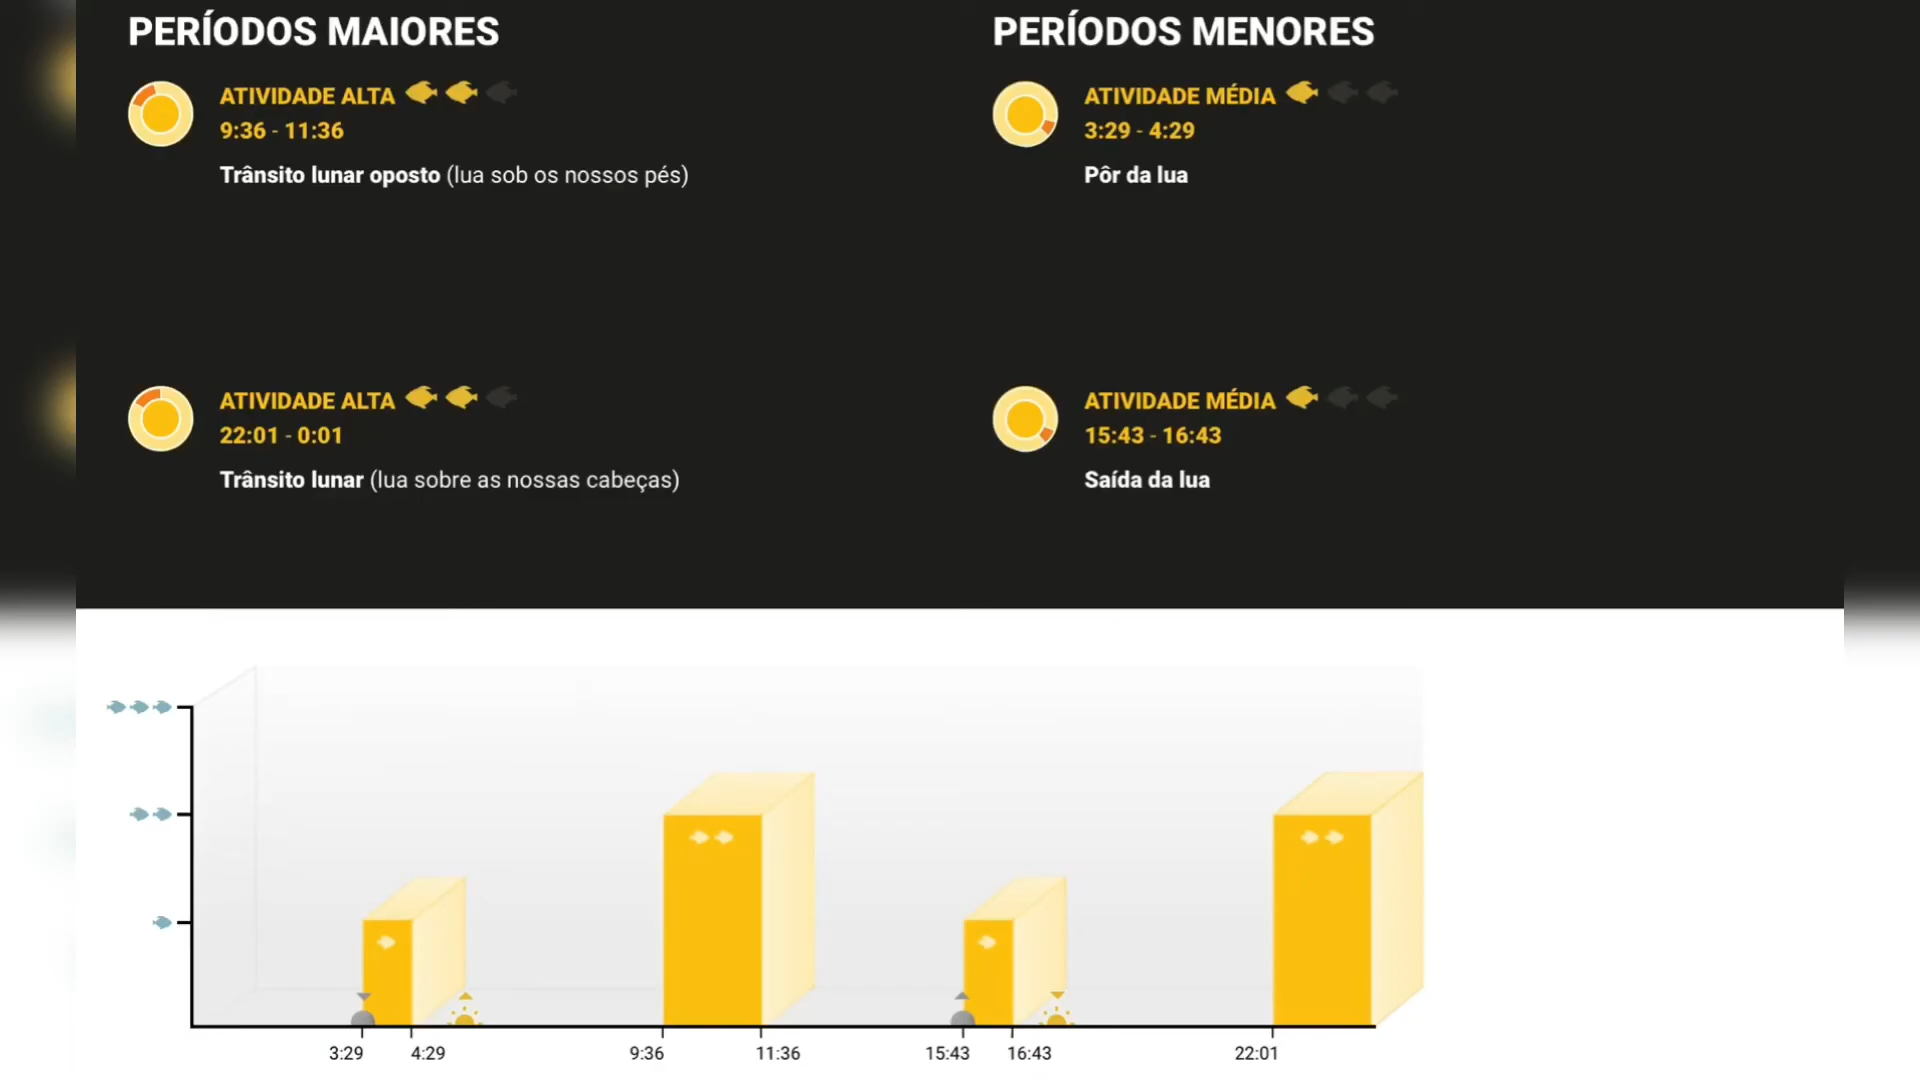 PERÍODOS MAIORES
ATIVIDADE ALTA
9:36 - 11:36
Trânsito lunar oposto (lua sob os nossos pés)
ATIVIDADE ALTA
22:01 - 0:01
Trânsito lunar (lua sobre as nossas cabeças)
PERÍODOS MENORES
ATIVIDADE MÉDIA
3:29 - 4:29
Pôr da lua
ATIVIDADE MÉDIA
15:43 - 16:43
Saída da lua
3:29 4:29 9:36 11:36 15:43 16:43 22:01